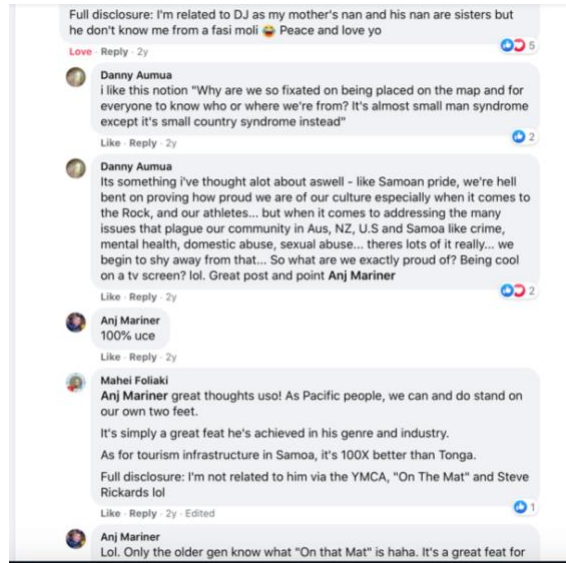 Full disclosure: I'm related to DJ as my mother's nan and his nan are sisters but
he don't know me from a fasi moli 😂 Peace and love yo
Love · Reply · 2y
5
Danny Aumua
i like this notion "Why are we so fixated on being placed on the map and for
everyone to know who or where we're from? It's almost small man syndrome
except it's small country syndrome instead"
Like · Reply · 2y
2
Danny Aumua
Its something i've thought alot about aswell - like Samoan pride, we're hell
bent on proving how proud we are of our culture especially when it comes to
the Rock, and our athletes... but when it comes to addressing the many
issues that plague our community in Aus, NZ, U.S and Samoa like crime,
mental health, domestic abuse, sexual abuse... theres lots of it really... we
begin to shy away from that... So what are we exactly proud of? Being cool
on a tv screen? lol. Great post and point Anj Mariner
Like · Reply · 2y
2
Anj Mariner
100% uce
Like · Reply · 2y
Mahei Foliaki
Anj Mariner great thoughts uso! As Pacific people, we can and do stand on
our own two feet.
It's simply a great feat he's achieved in his genre and industry.
As for tourism infrastructure in Samoa, it's 100X better than Tonga.
Full disclosure: I'm not related to him via the YMCA, "On The Mat" and Steve
Rickards lol
Like · Reply · 2y · Edited
1
Anj Mariner
Lol. Only the older gen know what "On that Mat" is haha. It's a great feat for